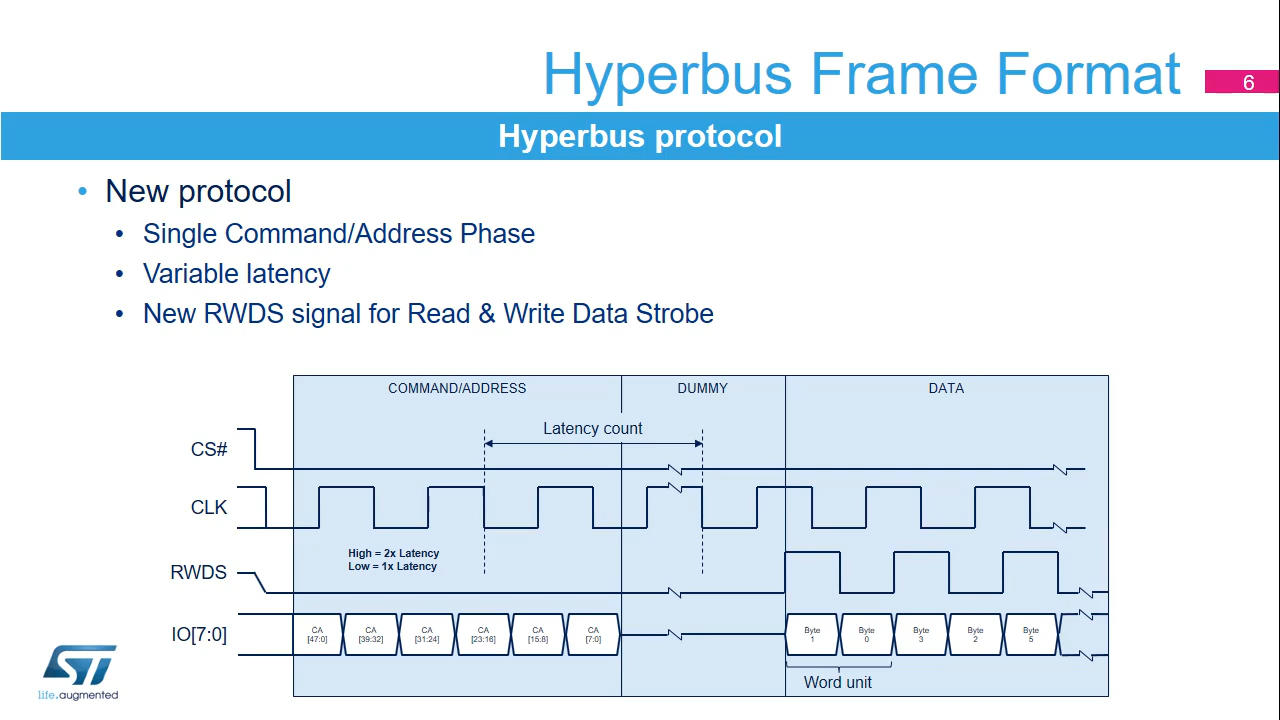 Hyperbus Frame Format
6
Hyperbus protocol
• New protocol
• Single Command/Address Phase
• Variable latency
• New RWDS signal for Read & Write Data Strobe
COMMAND/ADDRESS DUMMY DATA
Latency count
CS#
CLK
High = 2x Latency
Low = 1x Latency
RWDS
IO[7:0]
CA CA CA CA CA CA Byte Byte Byte Byte Byte
[47:0] [39:32] [31:24] [23:16] [15:8] [7:0] 1 0 3 2 5
Word unit
ST
life.augmented